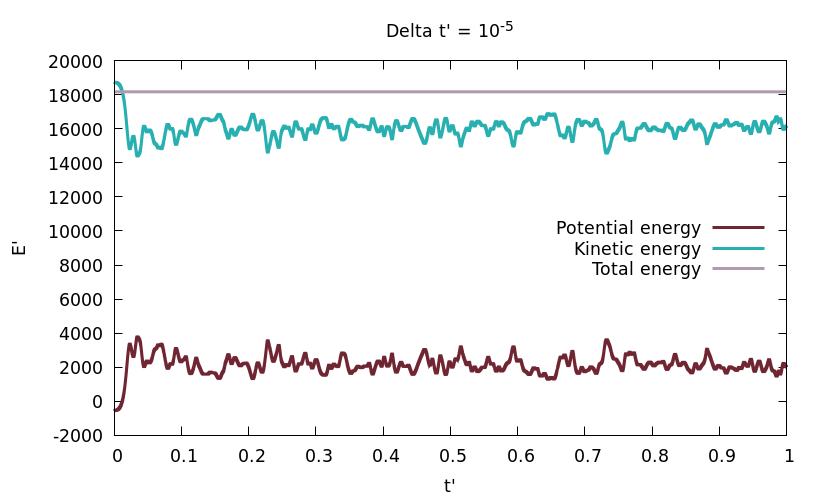 Delta t' = 10-5
20000
18000
16000
14000
12000
10000
8000
6000
4000
2000
0
-2000
E'
Potential energy
Kinetic energy
Total energy
0 0.1 0.2 0.3 0.4 0.5 0.6 0.7 0.8 0.9 1
t'